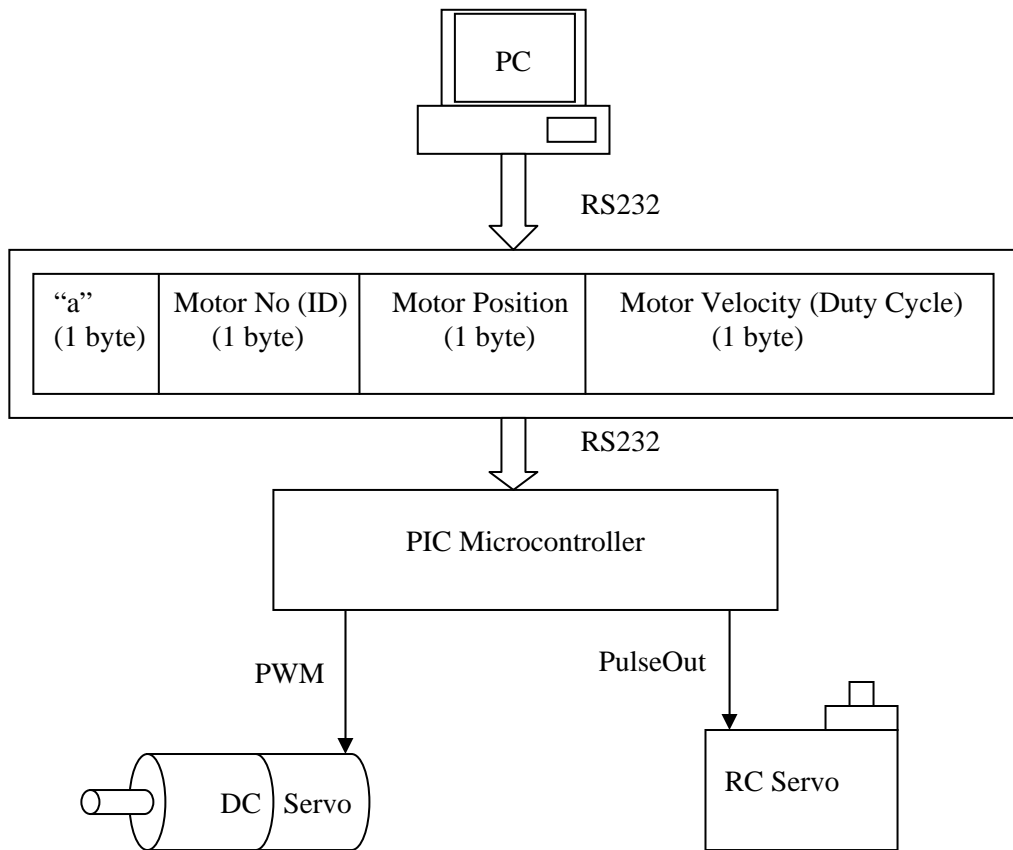 PC
RS232
“a”
(1 byte)
Motor No (ID)
(1 byte)
Motor Position
(1 byte)
Motor Velocity (Duty Cycle)
(1 byte)
RS232
PIC Microcontroller
PWM
PulseOut
DC Servo
RC Servo